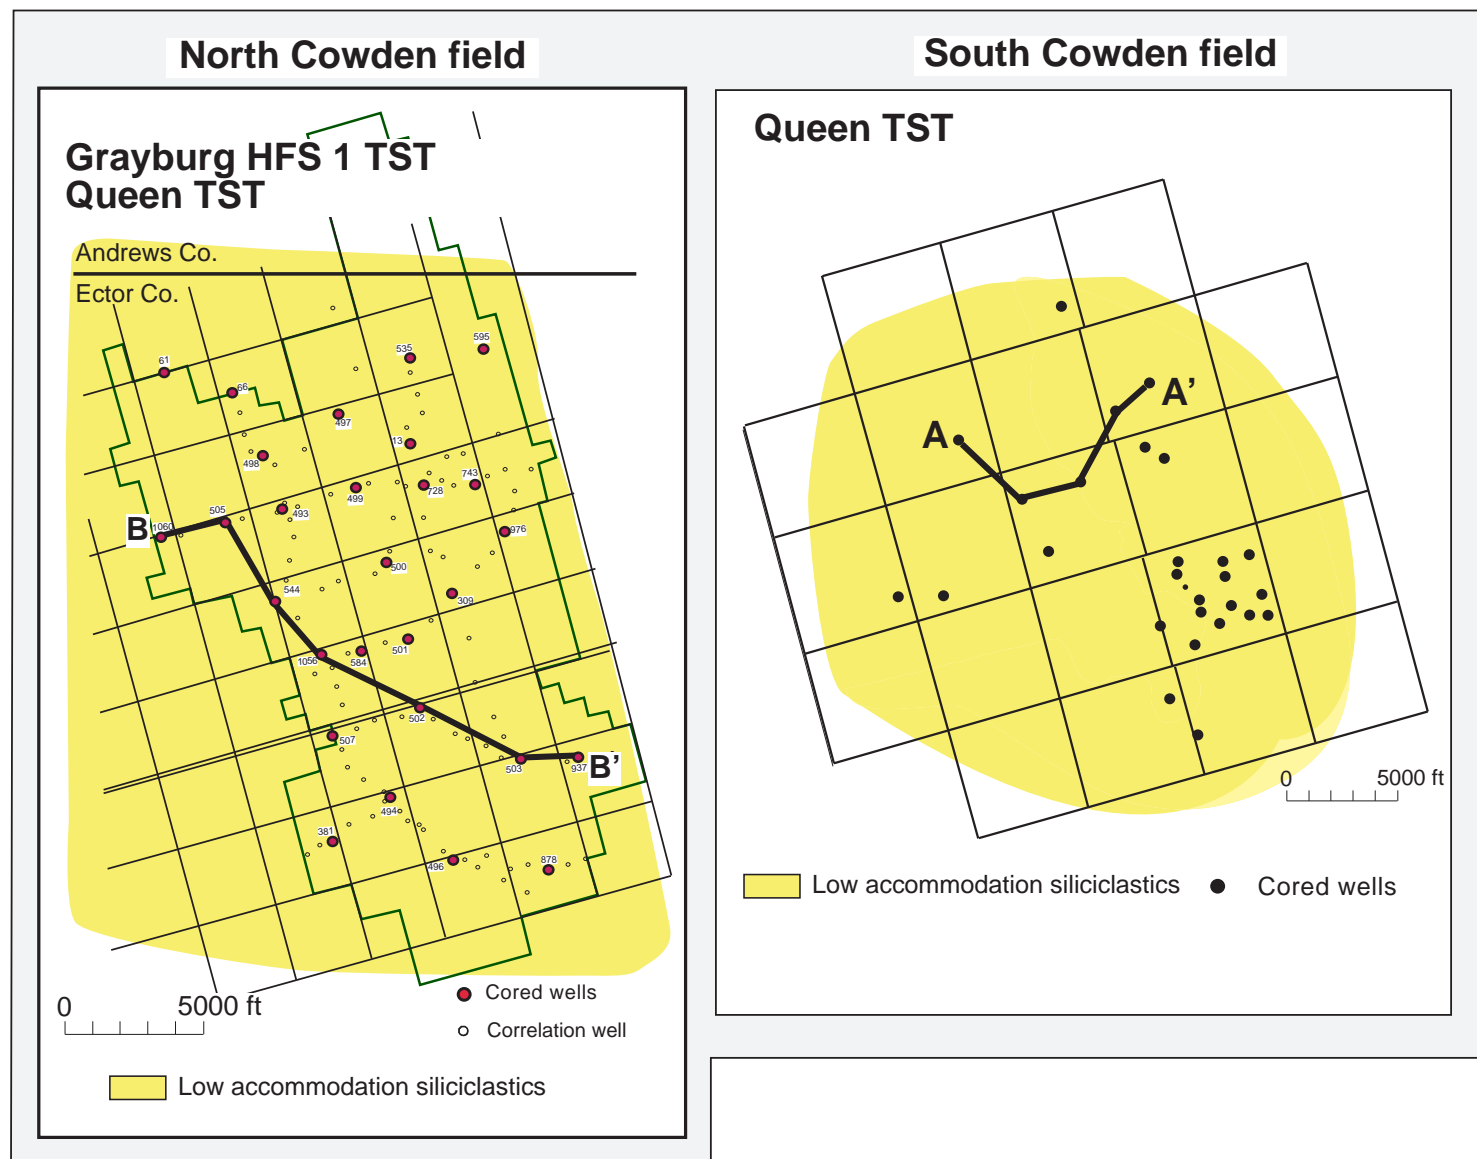 North Cowden field
South Cowden field
Grayburg HFS 1 TST
Queen TST
Andrews Co.
Ector Co.
61
66
535
595
497
13
498
499
728
743
493
505
B
1060
976
500
309
544
1056
584
501
502
507
503
937
B’
494
381
496
878
0 5000 ft
Cored wells
Correlation well
Low accommodation siliciclastics
Queen TST
A
A’
0 5000 ft
Low accommodation siliciclastics
Cored wells